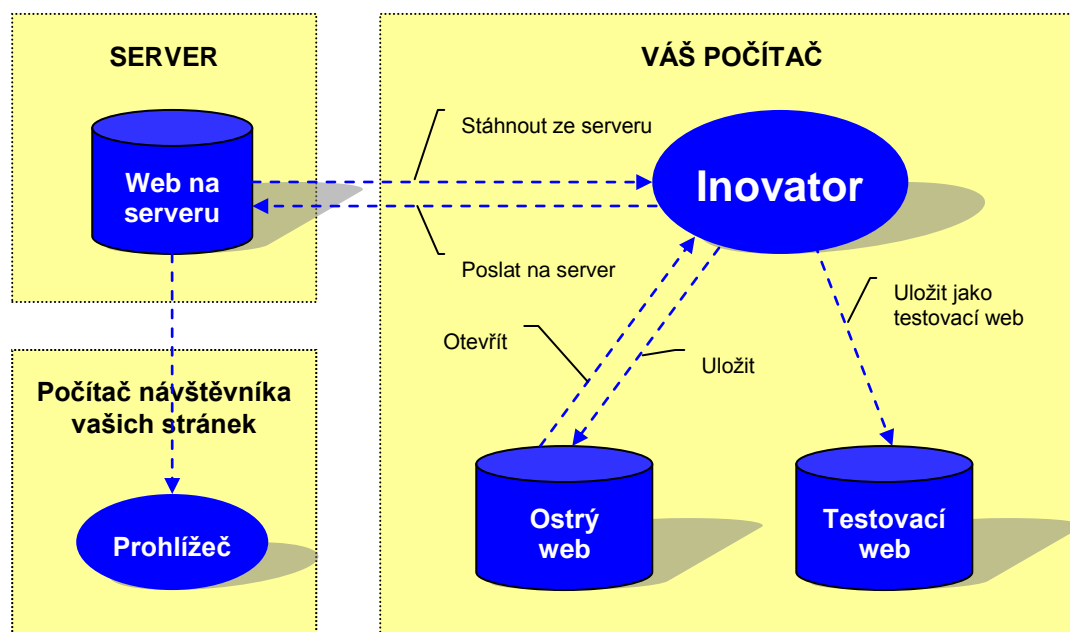 SERVER
Web na
serveru
Počítač návštěvníka
vašich stránek
Prohlížeč
VÁŠ POČÍTAČ
Stáhnout ze serveru
Inovator
Poslat na server
Uložit jako
testovací web
Otevřít
Uložit
Ostrý
web
Testovací
web